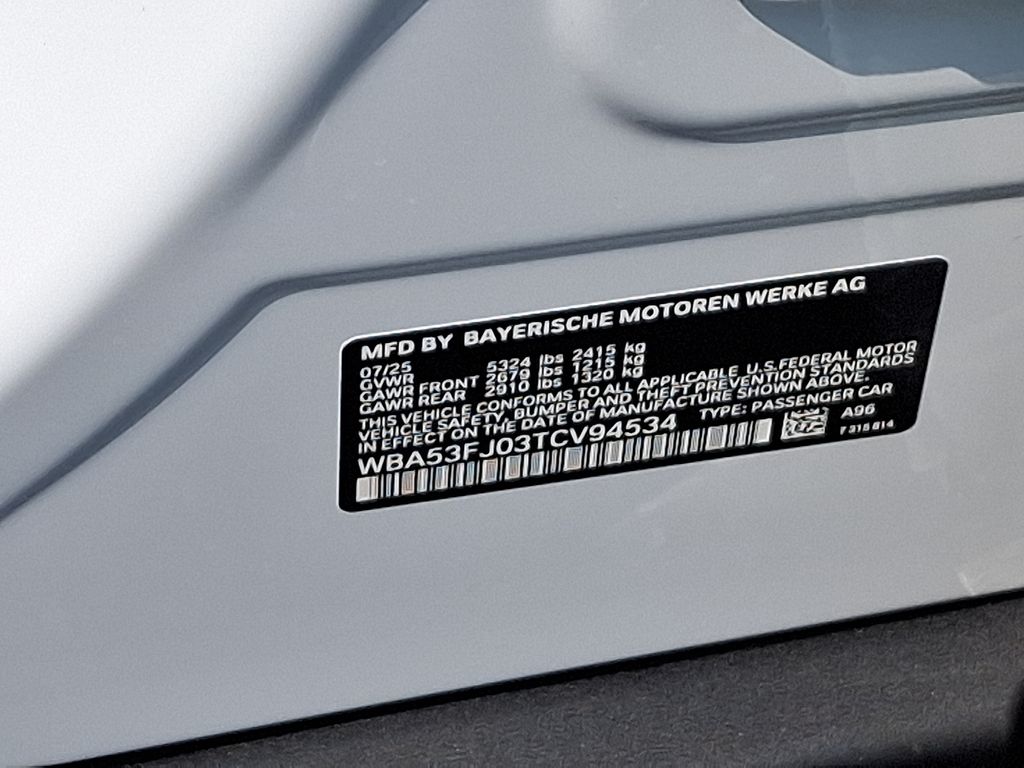 MFD BY BAYERISCHE MOTOREN WERKE AG
07/25
GVWR 5324 lbs 2415 kg
GAWR FRONT 2679 lbs 1215 kg
GAWR REAR 2910 lbs 1320 kg
THIS VEHICLE CONFORMS TO ALL APPLICABLE U.S.FEDERAL MOTOR
VEHICLE SAFETY, BUMPER AND THEFT PREVENTION STANDARDS
IN EFFECT ON THE DATE OF MANUFACTURE SHOWN ABOVE.
WBA53FJ03TCV94534 TYPE: PASSENGER CAR
A96
7 315 614